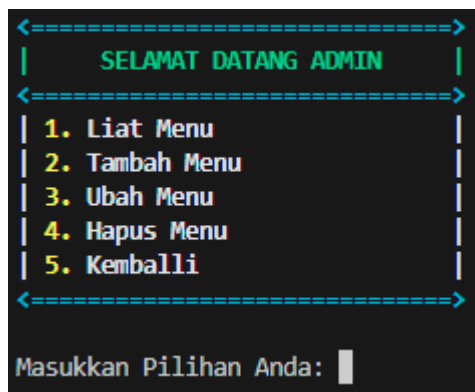 <==============================>
| SELAMAT DATANG ADMIN |
<==============================>
| 1. Liat Menu |
| 2. Tambah Menu |
| 3. Ubah Menu |
| 4. Hapus Menu |
| 5. Kemballi |
<==============================>
Masukkan Pilihan Anda: